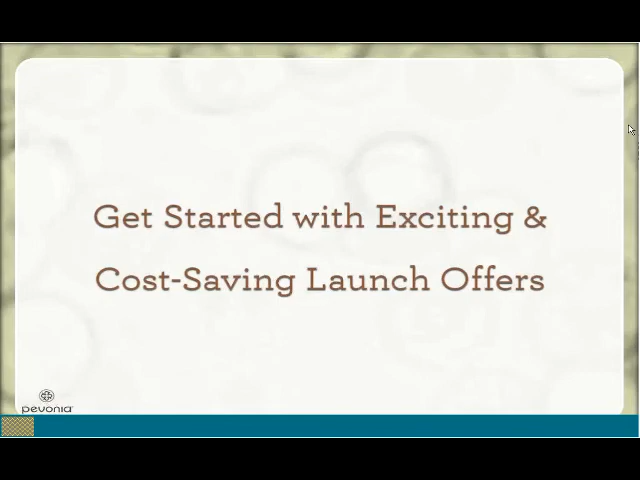 Get Started with Exciting &
Cost-Saving Launch Offers
pevonia